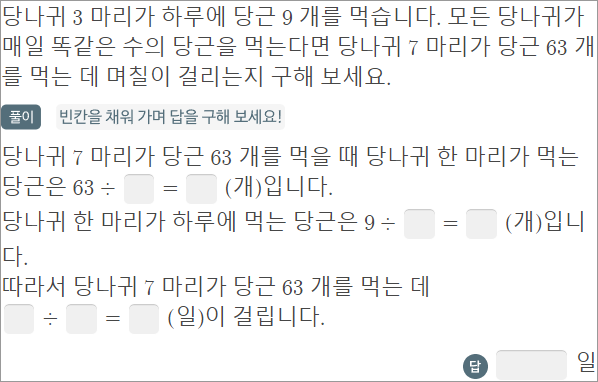 당나귀 3 마리가 하루에 당근 9 개를 먹습니다. 모든 당나귀가
매일 똑같은 수의 당근을 먹는다면 당나귀 7 마리가 당근 63 개
를 먹는 데 며칠이 걸리는지 구해 보세요.
풀이 빈칸을 채워 가며 답을 구해 보세요!
당나귀 7 마리가 당근 63 개를 먹을 때 당나귀 한 마리가 먹는
당근은 63 ÷ = (개)입니다.
당나귀 한 마리가 하루에 먹는 당근은 9 ÷ = (개)입니
다.
따라서 당나귀 7 마리가 당근 63 개를 먹는 데
÷ = (일)이 걸립니다.
답 일